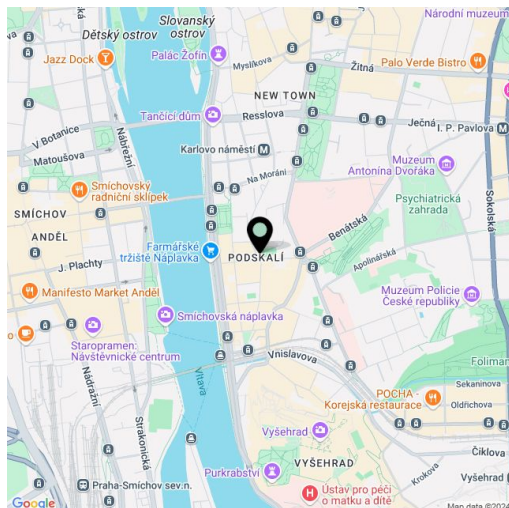 Slovanský
ostrov
Národní muzeum
Dětský ostrov
Jazz Dock
Palác Žofín
Myslíkova
Žitná
Palo Verde Bistro
NEW TOWN
Resslova
Ječná
I. P. Pavlova
V Botanice
Nábřežní
Matoušova
Tančící dům
Karlovo náměstí
Na Moráni
Muzeum
Antonína Dvořáka
Sokolská
Smíchovský
radniční sklípek
Psychiatrická
zahrada
SMÍCHOV
ANDĚL
Benátská
Farmářské
tržiště Náplavka
PODSKALÍ
Apolinářská
J. Plachty
Manifesto Market Anděl
Muzeum Policie
České republiky
Smíchovská náplavka
Staropramen:
Návštěvnické centrum
Vnislavova
Foliman
Nádražní
Vltava
Sekaninova
POCHA -
Korejská restaurace
Oldřichova
Strakonická
Vyšehrad
Čiklova
Krokova
VYŠEHRAD
Vyšehrad
Purkrabství
Praha-Smíchov sev.n.
Ústav pro péči
o matku a dítě
Google
Map data ©2024